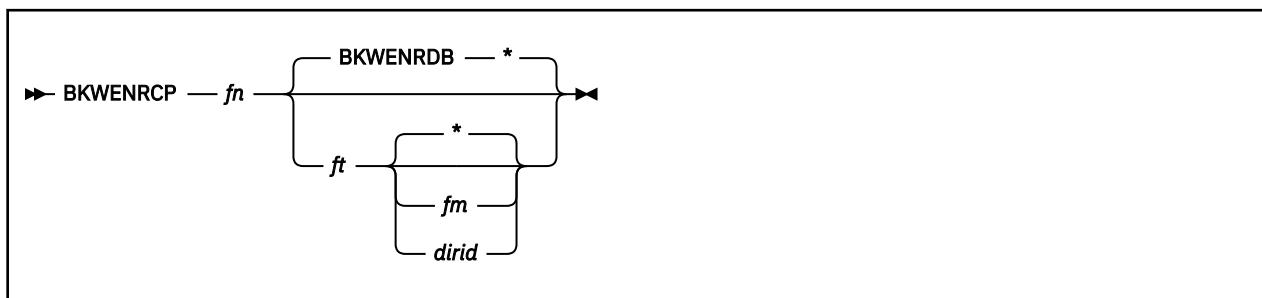 BKWENRDB *
BKWENRCP fn
*
ft
fm
dirid